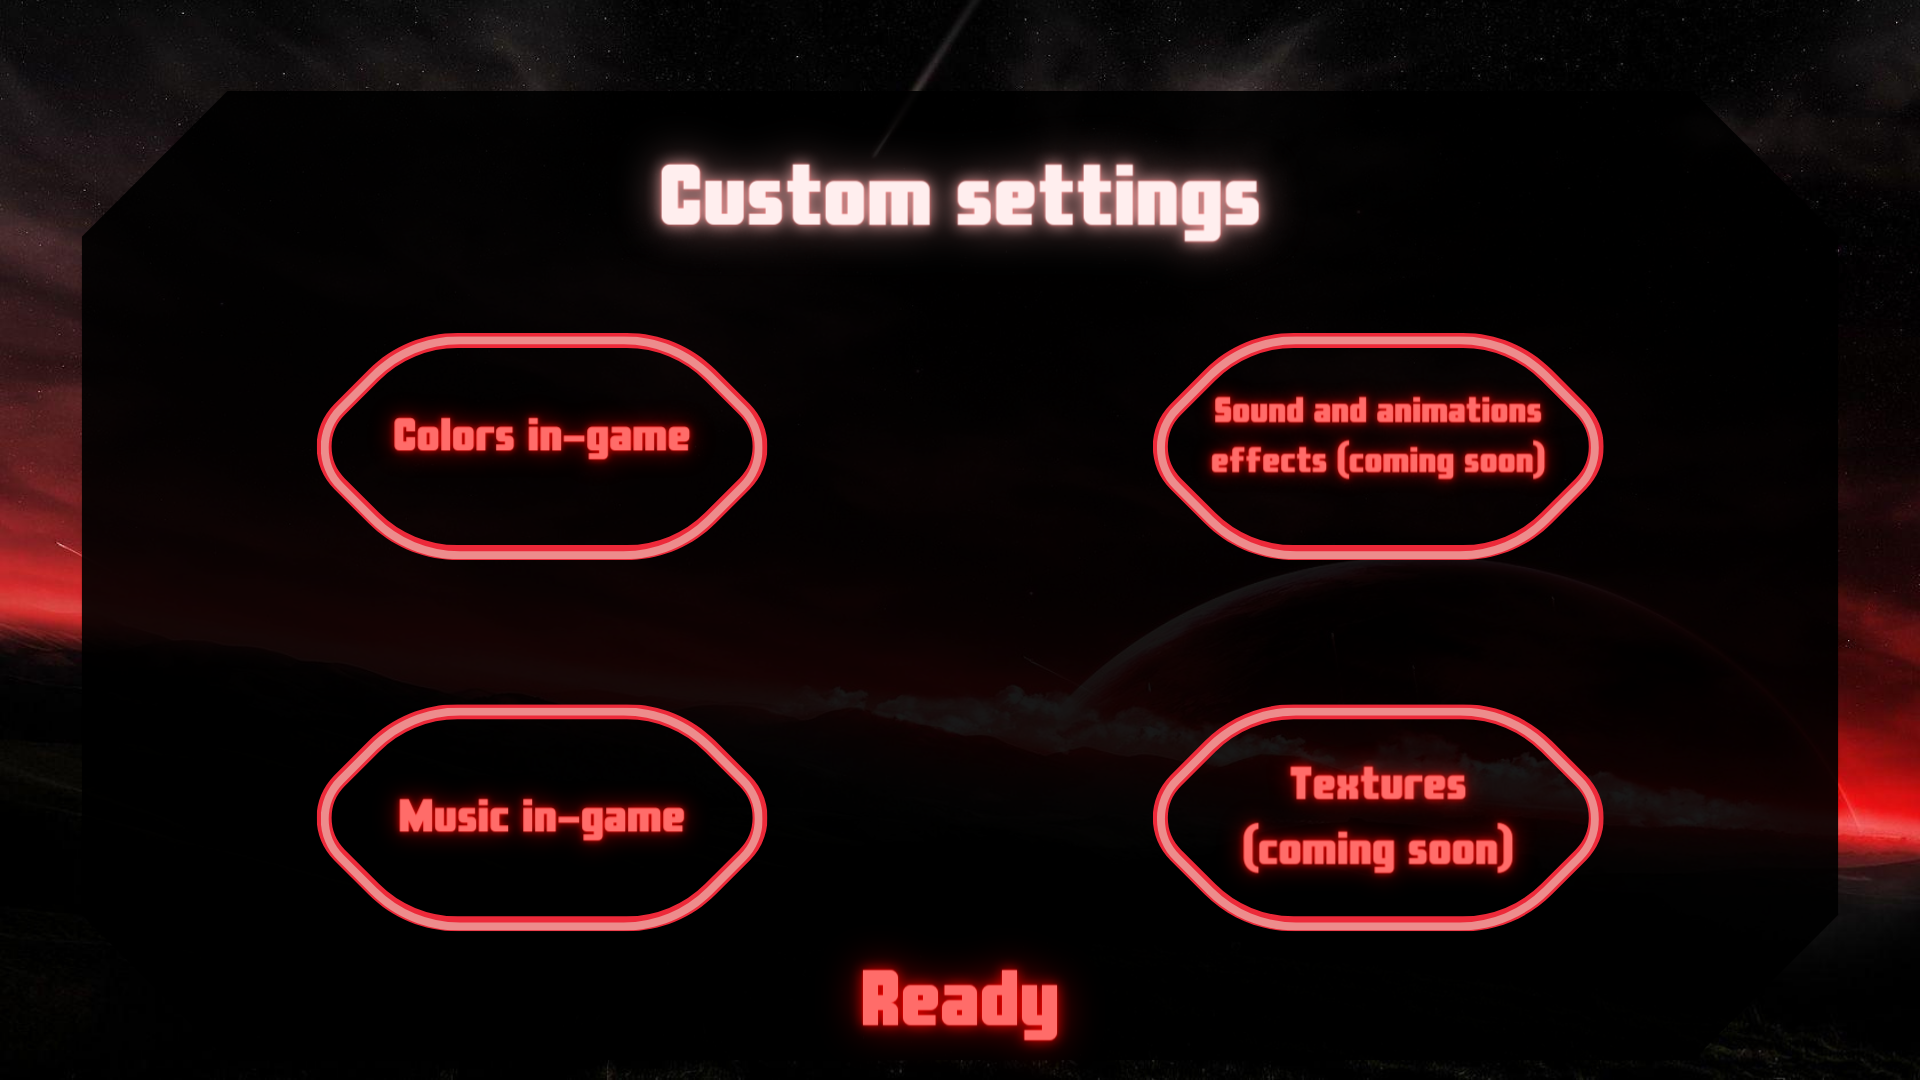 Custom settings
Colors in-game
Sound and animations
effects (coming soon)
Music in-game
Textures
(coming soon)
Ready